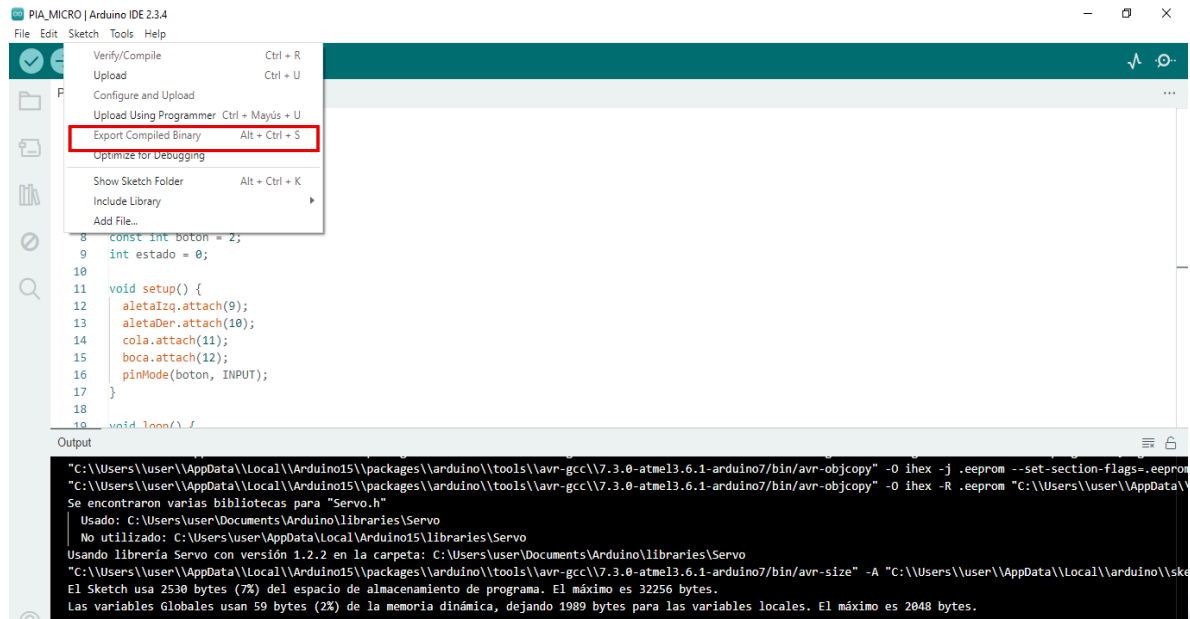 PIA_MICRO | Arduino IDE 2.3.4
File Edit Sketch Tools Help
Verify/Compile Ctrl + R
Upload Ctrl + U
Configure and Upload
Upload Using Programmer Ctrl + Mayús + U
Export Compiled Binary Alt + Ctrl + S
Optimize for Debugging
Show Sketch Folder Alt + Ctrl + K
Include Library
Add File...
8 const int boton = 2;
9 int estado = 0;
10
11 void setup() {
12 aletaIzq.attach(9);
13 aletaDer.attach(10);
14 cola.attach(11);
15 boca.attach(12);
16 pinMode(boton, INPUT);
17 }
18
19 void loop() {
Output
"C:\\Users\\user\\AppData\\Local\\Arduino15\\packages\\arduino\\tools\\avr-gcc\\7.3.0-atmel3.6.1-arduino7/bin/avr-objcopy" -O ihex -j .eeprom --set-section-flags=.eeprom
"C:\\Users\\user\\AppData\\Local\\Arduino15\\packages\\arduino\\tools\\avr-gcc\\7.3.0-atmel3.6.1-arduino7/bin/avr-objcopy" -O ihex -R .eeprom "C:\\Users\\user\\AppData\\
Se encontraron varias bibliotecas para "Servo.h"
Usado: C:\Users\user\Documents\Arduino\libraries\Servo
No utilizado: C:\Users\user\AppData\Local\Arduino15\libraries\Servo
Usando librería Servo con versión 1.2.2 en la carpeta: C:\Users\user\Documents\Arduino\libraries\Servo
"C:\\Users\\user\\AppData\\Local\\Arduino15\\packages\\arduino\\tools\\avr-gcc\\7.3.0-atmel3.6.1-arduino7/bin/avr-size" -A "C:\\Users\\user\\AppData\\Local\\arduino\\ske
El Sketch usa 2530 bytes (7%) del espacio de almacenamiento de programa. El máximo es 32256 bytes.
Las variables Globales usan 59 bytes (2%) de la memoria dinámica, dejando 1989 bytes para las variables locales. El máximo es 2048 bytes.